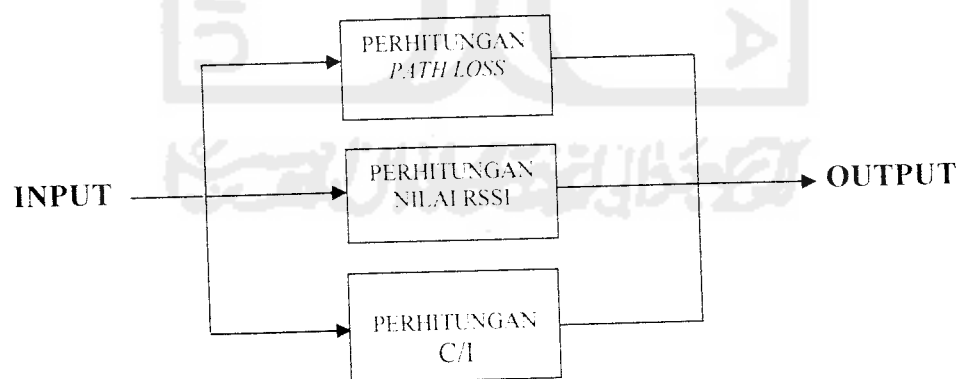 PERHITUNGAN
PATH LOSS
PERHITUNGAN
NILAI RSSI
INPUT
OUTPUT
PERHITUNGAN
C/I